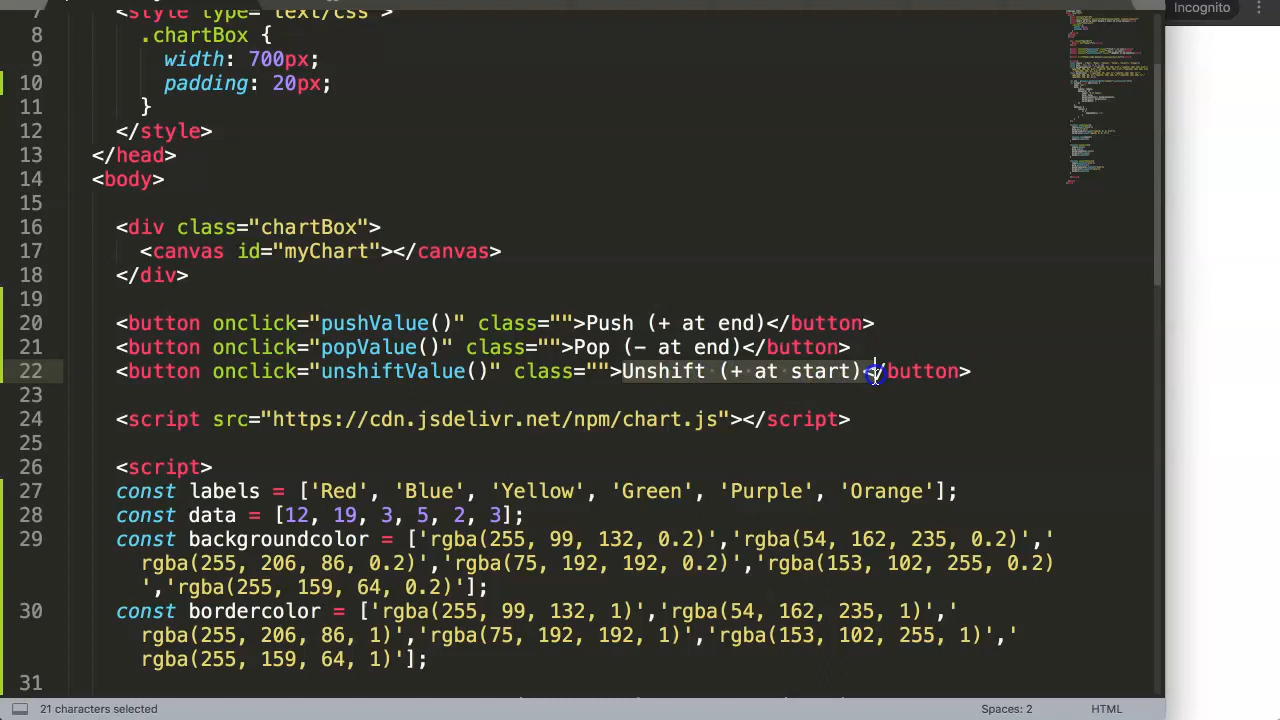 Incognito
7 <style type="text/css">
8 .chartBox {
9 width: 700px;
10 padding: 20px;
11 }
12 </style>
13 </head>
14 <body>
15
16 <div class="chartBox">
17 <canvas id="myChart"></canvas>
18 </div>
19
20 <button onclick="pushValue()" class="">Push (+ at end)</button>
21 <button onclick="popValue()" class="">Pop (- at end)</button>
22 <button onclick="unshiftValue()" class="">Unshift (+ at start)</button>
23
24 <script src="https://cdn.jsdelivr.net/npm/chart.js"></script>
25
26 <script>
27 const labels = ['Red', 'Blue', 'Yellow', 'Green', 'Purple', 'Orange'];
28 const data = [12, 19, 3, 5, 2, 3];
29 const backgroundcolor = ['rgba(255, 99, 132, 0.2)','rgba(54, 162, 235, 0.2)','
rgba(255, 206, 86, 0.2)','rgba(75, 192, 192, 0.2)','rgba(153, 102, 255, 0.2)
','rgba(255, 159, 64, 0.2)'];
30 const bordercolor = ['rgba(255, 99, 132, 1)','rgba(54, 162, 235, 1)','
rgba(255, 206, 86, 1)','rgba(75, 192, 192, 1)','rgba(153, 102, 255, 1)','
rgba(255, 159, 64, 1)'];
31
21 characters selected
Spaces: 2
HTML